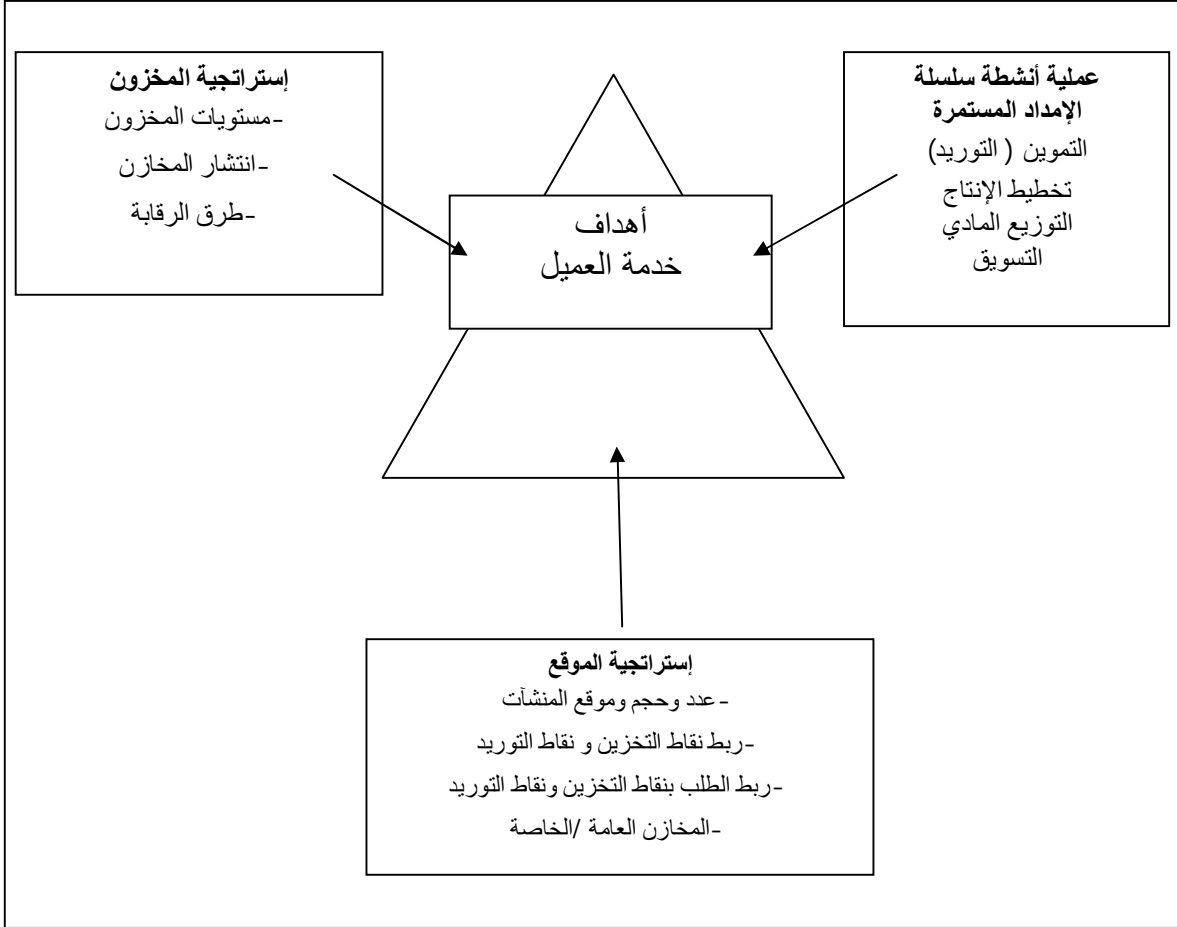 عملية أنشطة سلسلة
الإمداد المستمرة
التموين ( التوريد)
تخطيط الإنتاج
التوزيع المادي
التسويق
إستراتجية المخزون
-مستويات المخزون
-انتشار المخازن
-طرق الرقابة
أهداف
خدمة العميل
إستراتجية الموقع
-عدد وحجم وموقع المنشآت
-ربط نقاط التخزين و نقاط التوريد
-ربط الطلب بنقاط التخزين ونقاط التوريد
-المخازن العامة /الخاصة